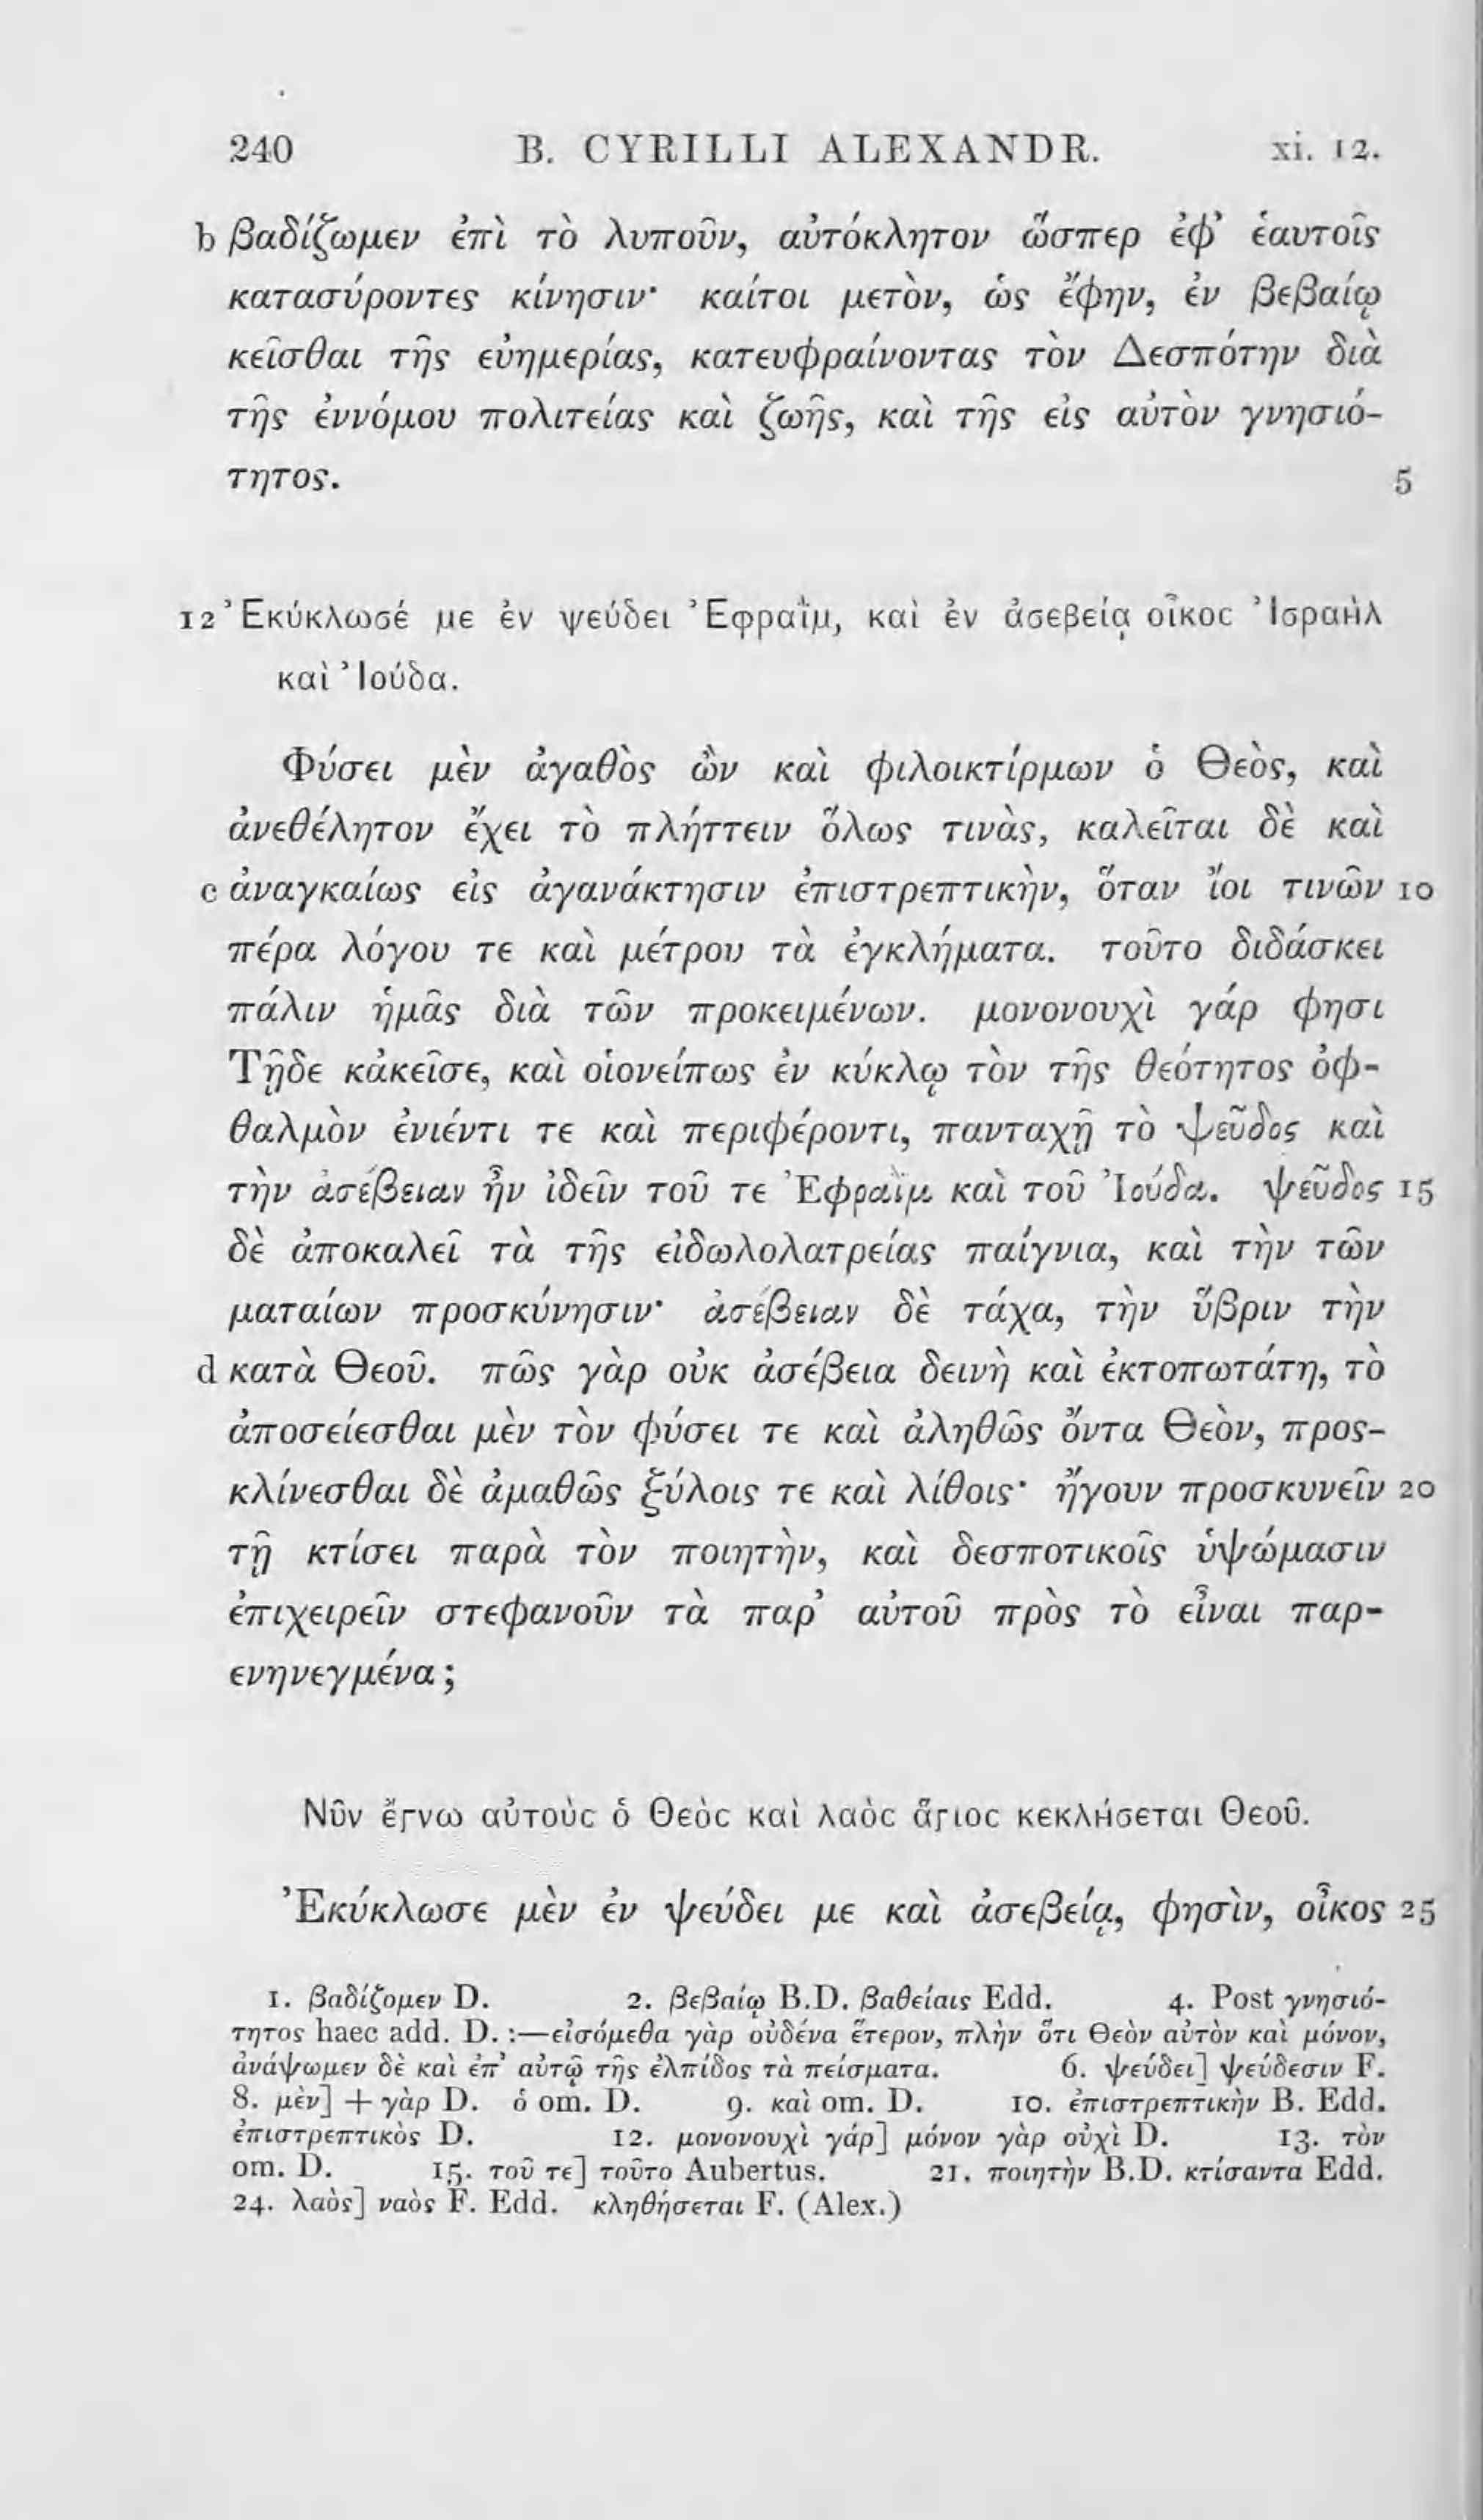 240 B. CYRILLI ALEXANDR. xi. 12.
b βαδίζωμεν ἐπὶ τὸ λυποῦν, αὐτόκλητον ὥσπερ ἐφ' ἑαυτοῖς
κατασύροντες κίνησιν· καίτοι μετὸν, ὡς ἔφην, ἐν βεβαίῳ
κεῖσθαι τῆς εὐημερίας, κατευφραίνοντας τὸν Δεσπότην διὰ
τῆς ἐννόμου πολιτείας καὶ ζωῆς, καὶ τῆς εἰς αὐτὸν γνησιό-
τητος. 5
12 Ἐκύκλωσέ με ἐν ψεύδει Ἐφραῒμ, καὶ ἐν ἀσεβείᾳ οἶκος Ἰσραὴλ
καὶ Ἰούδα.
Φύσει μὲν ἀγαθὸς ὢν καὶ φιλοικτίρμων ὁ Θεὸς, καὶ
ἀνεθέλητον ἔχει τὸ πλήττειν ὅλως τινὰς, καλεῖται δὲ καὶ
c ἀναγκαίως εἰς ἀγανάκτησιν ἐπιστρεπτικὴν, ὅταν ἴοι τινῶν 10
πέρα λόγου τε καὶ μέτρου τὰ ἐγκλήματα. τοῦτο διδάσκει
πάλιν ἡμᾶς διὰ τῶν προκειμένων. μονονουχὶ γάρ φησι
Τῇδε κἀκεῖσε, καὶ οἱονείπως ἐν κύκλῳ τὸν τῆς θεότητος ὀφ-
θαλμὸν ἐνιέντι τε καὶ περιφέροντι, πανταχῆ τὸ ψεῦδος καὶ
τὴν ἀσέβειαν ἦν ἰδεῖν τοῦ τε Ἐφραῒμ καὶ τοῦ Ἰούδα. ψεῦδος 15
δὲ ἀποκαλεῖ τὰ τῆς εἰδωλολατρείας παίγνια, καὶ τὴν τῶν
ματαίων προσκύνησιν· ἀσέβειαν δὲ τάχα, τὴν ὕβριν τὴν
d κατὰ Θεοῦ. πῶς γὰρ οὐκ ἀσέβεια δεινὴ καὶ ἐκτοπωτάτη, τὸ
ἀποσείεσθαι μὲν τὸν φύσει τε καὶ ἀληθῶς ὄντα Θεὸν, προς-
κλίνεσθαι δὲ ἀμαθῶς ξύλοις τε καὶ λίθοις· ἤγουν προσκυνεῖν 20
τῇ κτίσει παρὰ τὸν ποιητὴν, καὶ δεσποτικοῖς ὑψώμασιν
ἐπιχειρεῖν στεφανοῦν τὰ παρ' αὐτοῦ πρὸς τὸ εἶναι παρ-
ενηνεγμένα;
Νῦν ἔγνω αὐτοὺς ὁ Θεὸς καὶ λαὸς ἅγιος κεκλήσεται Θεοῦ.
Ἐκύκλωσε μὲν ἐν ψεύδει με καὶ ἀσεβείᾳ, φησὶν, οἶκος 25
1. βαδίζομεν D. 2. βεβαίῳ B.D. βαθείαις Edd. 4. Post γνησιό-
τητος haec add. D. :—εἰσόμεθα γὰρ οὐδένα ἕτερον, πλὴν ὅτι Θεὸν αὐτὸν καὶ μόνον,
ἀνάψωμεν δὲ καὶ ἐπ' αὐτῷ τῆς ἐλπίδος τὰ πείσματα. 6. ψεύδει] ψεύδεσιν F.
8. μὲν] + γὰρ D. ὁ om. D. 9. καὶ om. D. 10. ἐπιστρεπτικὴν B. Edd.
ἐπιστρεπτικὸς D. 12. μονονουχὶ γάρ] μόνον γὰρ οὐχὶ D. 13. τὸν
om. D. 15. τοῦ τε] τοῦτο Aubertus. 21. ποιητὴν B.D. κτίσαντα Edd.
24. λαὸς] ναὸς F. Edd. κληθήσεται F. (Alex.)